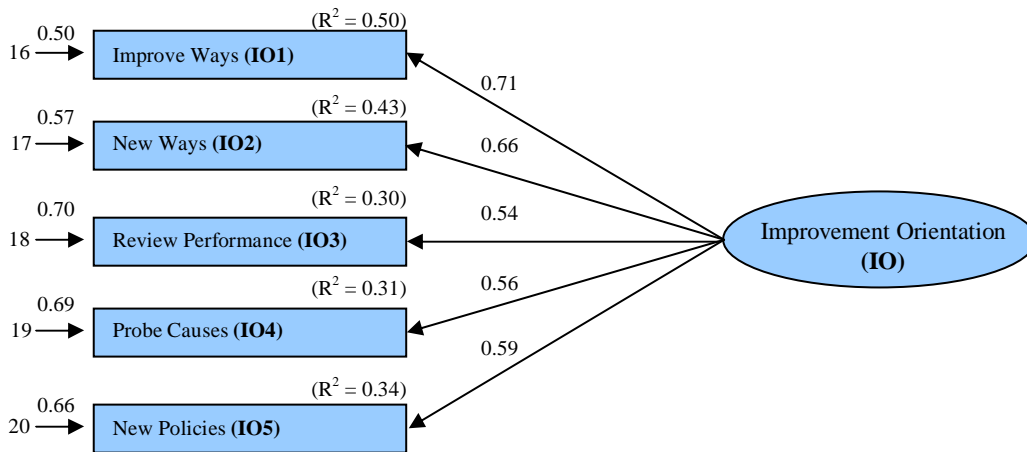 0.50
(R² = 0.50)
16
Improve Ways (IO1)
0.71
0.57
(R² = 0.43)
17
New Ways (IO2)
0.66
0.70
(R² = 0.30)
18
Review Performance (IO3)
0.54
Improvement Orientation
(IO)
0.69
(R² = 0.31)
19
Probe Causes (IO4)
0.56
0.66
(R² = 0.34)
20
New Policies (IO5)
0.59